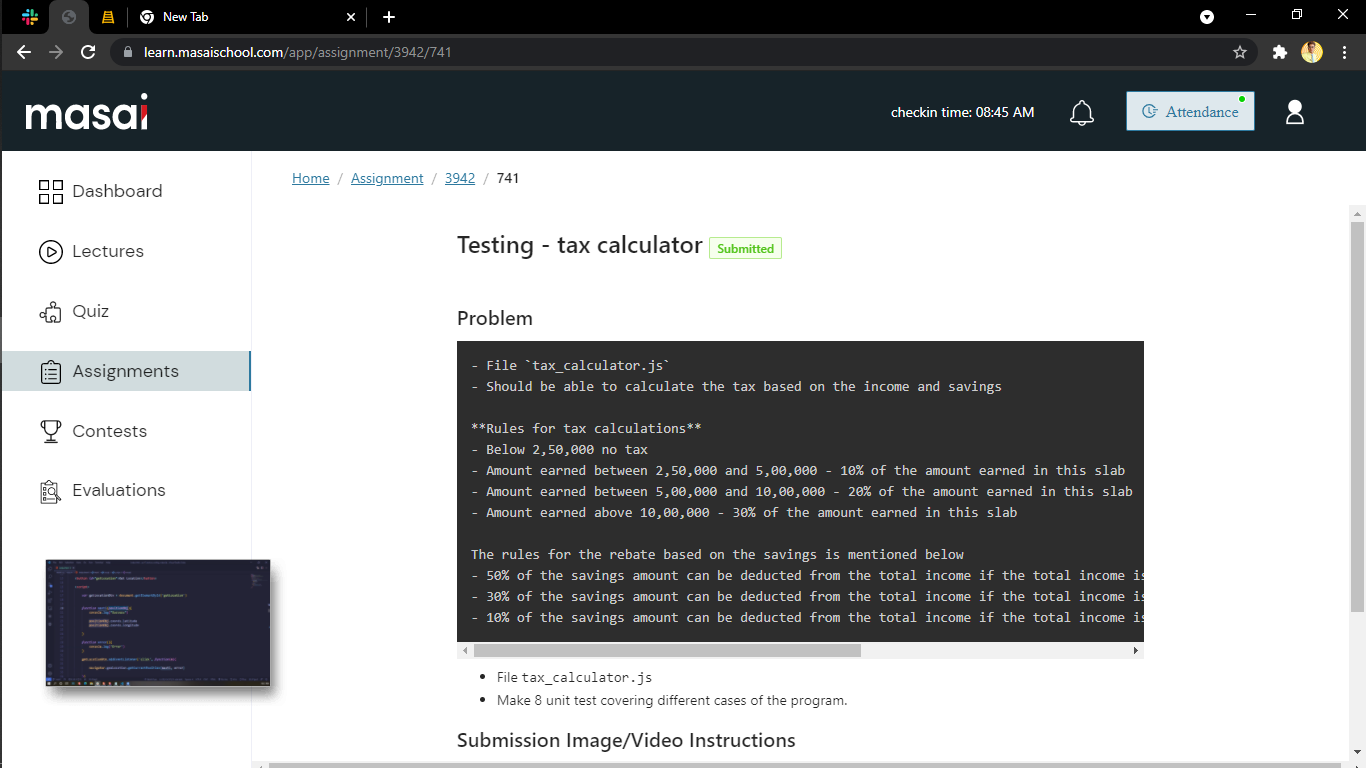 New Tab
learn.masaischool.com/app/assignment/3942/741
masai
checkin time: 08:45 AM
Attendance
Dashboard
Lectures
Quiz
Assignments
Contests
Evaluations
Home / Assignment / 3942 / 741
Testing - tax calculator Submitted
Problem
- File `tax_calculator.js`
- Should be able to calculate the tax based on the income and savings
**Rules for tax calculations**
- Below 2,50,000 no tax
- Amount earned between 2,50,000 and 5,00,000 - 10% of the amount earned in this slab
- Amount earned between 5,00,000 and 10,00,000 - 20% of the amount earned in this slab
- Amount earned above 10,00,000 - 30% of the amount earned in this slab
The rules for the rebate based on the savings is mentioned below
- 50% of the savings amount can be deducted from the total income if the total income is
- 30% of the savings amount can be deducted from the total income if the total income is
- 10% of the savings amount can be deducted from the total income if the total income is
• File tax_calculator.js
• Make 8 unit test covering different cases of the program.
Submission Image/Video Instructions